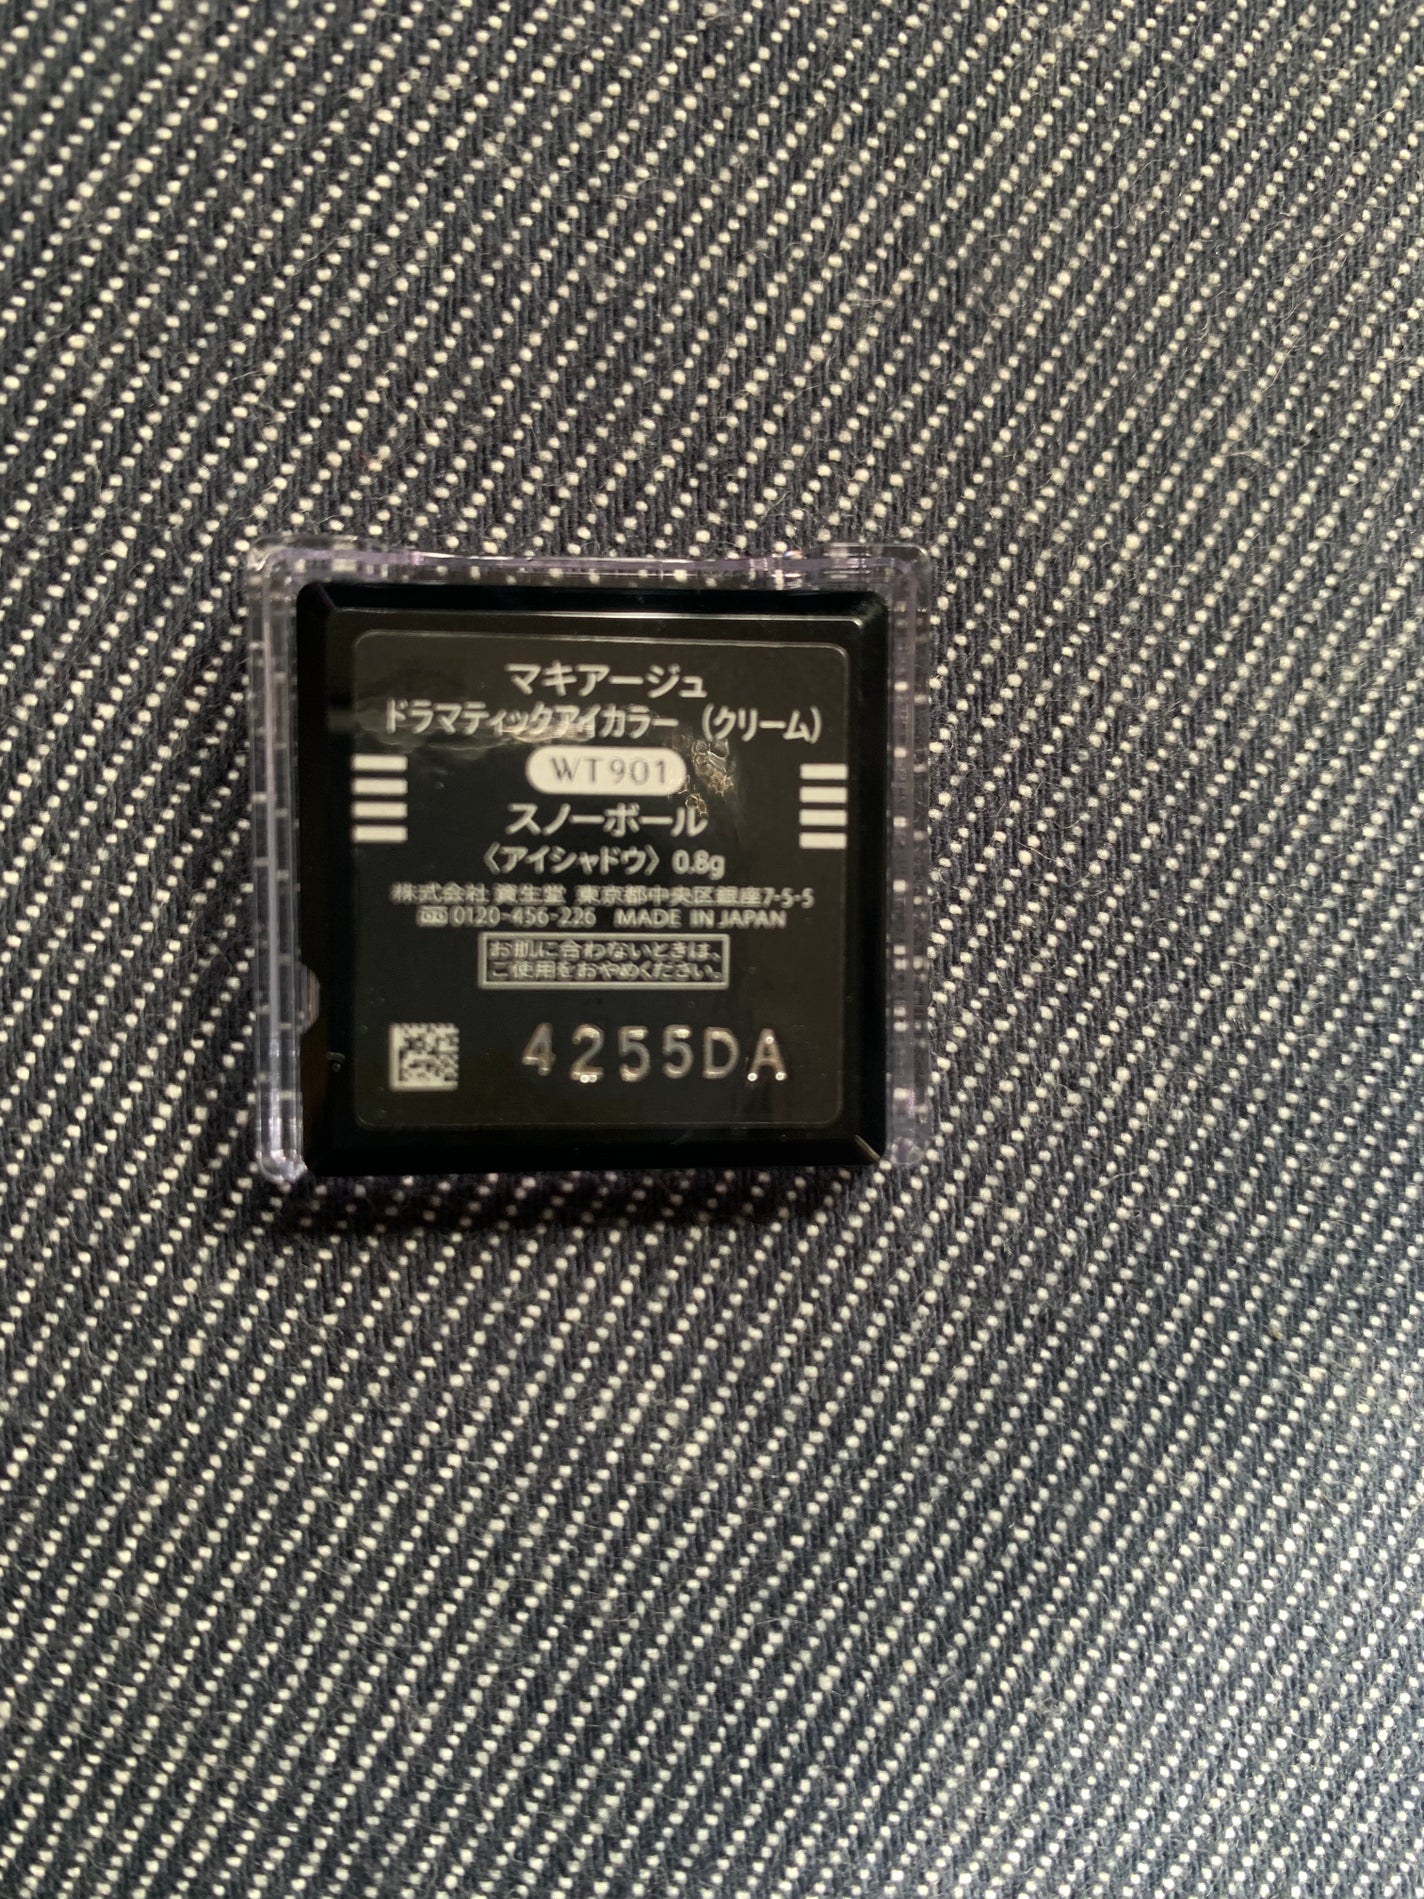 マキアージュ
ドラマティックアイカラー （クリーム）
WT901
スノーボール
〈アイシャドウ〉 0.8g
株式会社 資生堂 東京都中央区銀座7-5-5
0120-456-226 MADE IN JAPAN
お肌に合わないときは、
ご使用をおやめください。
4255DA